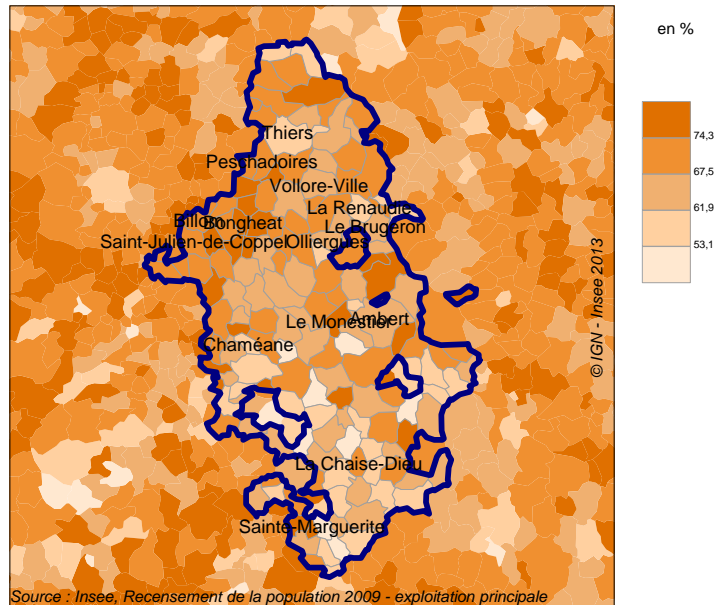 en %
74,3
67,5
61,9
53,1
Thiers
Peschadoires
Vollore-Ville
La Renaudie
Billom
Bongheat
Le Brugeron
Saint-Julien-de-Coppel
Olliergues
Le Monestier
Ambert
Chaméane
La Chaise-Dieu
Sainte-Marguerite
© IGN - Insee 2013
Source : Insee, Recensement de la population 2009 - exploitation principale